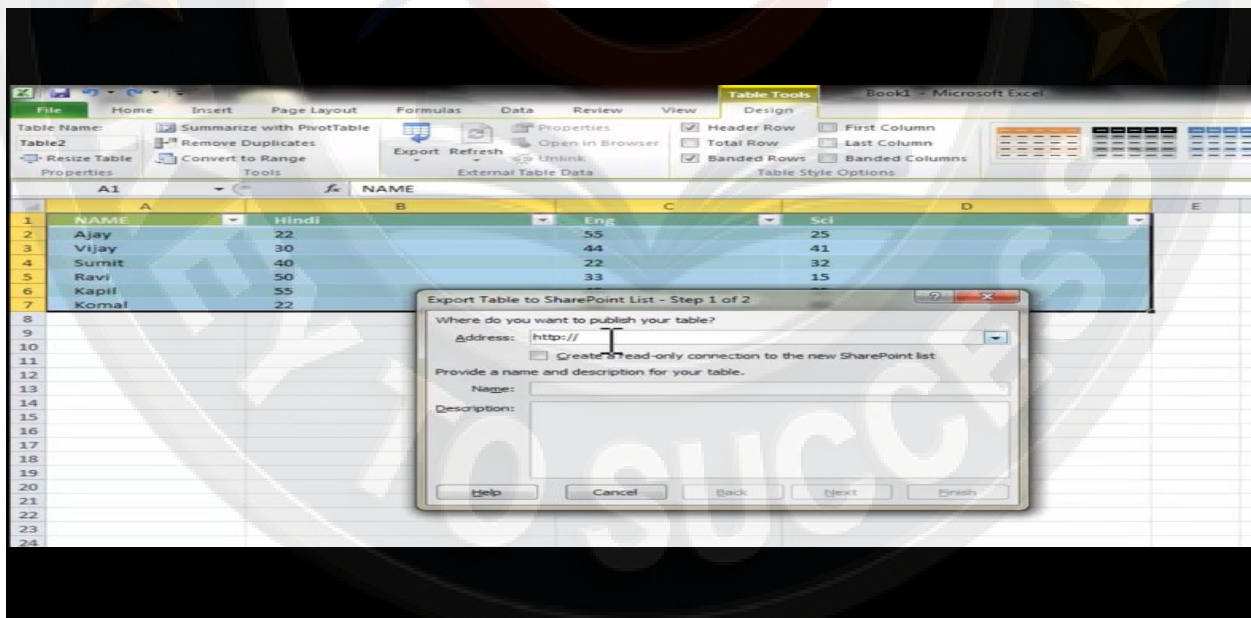 Table Tools Book1 - Microsoft Excel
File Home Insert Page Layout Formulas Data Review View Design
Table Name: Summarize with PivotTable Properties Header Row First Column
Table2 Remove Duplicates Export Refresh Open in Browser Total Row Last Column
Resize Table Convert to Range Unlink Banded Rows Banded Columns
Properties Tools External Table Data Table Style Options
A1 fx NAME
A B C D E
1 NAME Hindi Eng Sci
2 Ajay 22 55 25
3 Vijay 30 44 41
4 Sumit 40 22 32
5 Ravi 50 33 15
6 Kapil 55
7 Komal 22
8
9
10
11
12
13
14
15
16
17
18
19
20
21
22
23
24
Export Table to SharePoint List - Step 1 of 2
Where do you want to publish your table?
Address: http://
Create a read-only connection to the new SharePoint list
Provide a name and description for your table.
Name:
Description:
Help Cancel Back Next Finish
TO SUCCESS